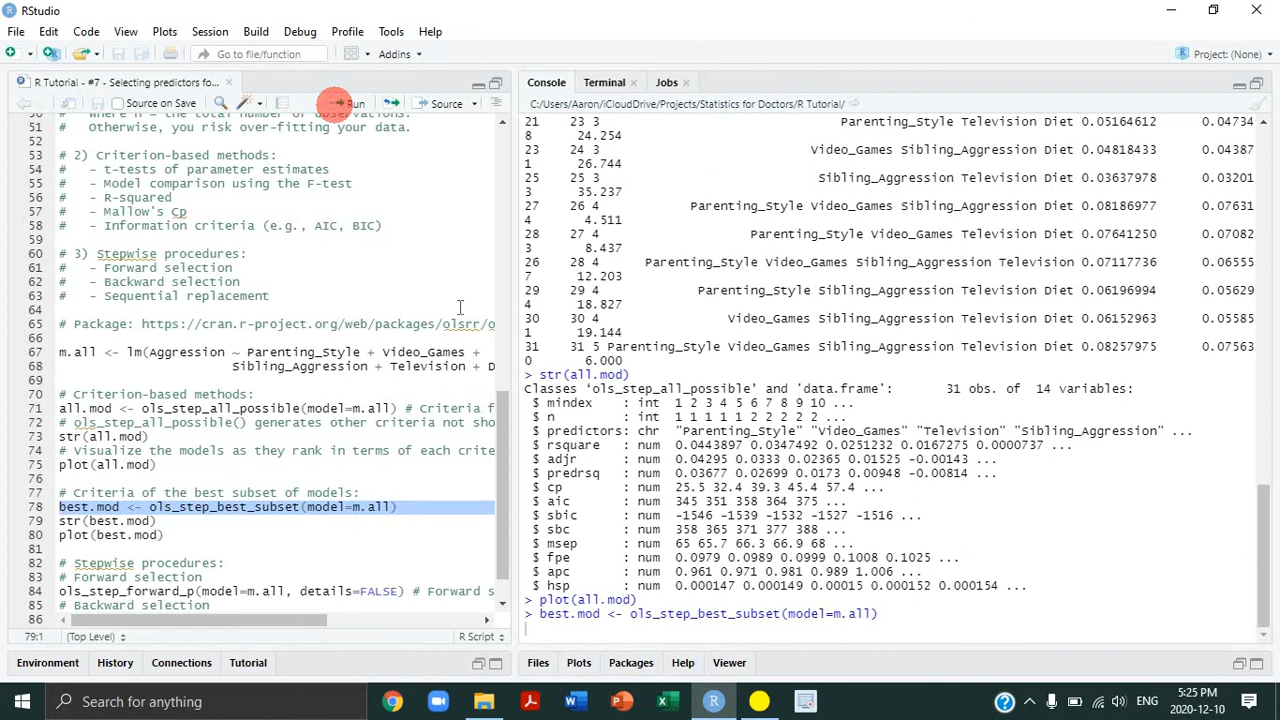 RStudio
File Edit Code View Plots Session Build Debug Profile Tools Help
Go to file/function Addins Project: (None)
R Tutorial - #7 - Selecting predictors fo...
Source on Save Run Source
51 # Otherwise, you risk over-fitting your data.
52
53 # 2) Criterion-based methods:
54 # - t-tests of parameter estimates
55 # - Model comparison using the F-test
56 # - R-squared
57 # - Mallow's Cp
58 # - Information criteria (e.g., AIC, BIC)
59
60 # 3) Stepwise procedures:
61 # - Forward selection
62 # - Backward selection
63 # - Sequential replacement
64
65 # Package: https://cran.r-project.org/web/packages/olsrr/o
66
67 m.all <- lm(Aggression ~ Parenting_Style + Video_Games +
68 Sibling_Aggression + Television + D
69
70 # Criterion-based methods:
71 all.mod <- ols_step_all_possible(model=m.all) # Criteria f
72 # ols_step_all_possible() generates other criteria not sho
73 str(all.mod)
74 # Visualize the models as they rank in terms of each crite
75 plot(all.mod)
76
77 # Criteria of the best subset of models:
78 best.mod <- ols_step_best_subset(model=m.all)
79 str(best.mod)
80 plot(best.mod)
81
82 # Stepwise procedures:
83 # Forward selection
84 ols_step_forward_p(model=m.all, details=FALSE) # Forward s
85 # Backward selection
86
79:1 (Top Level) R Script
Environment History Connections Tutorial
Console Terminal Jobs
C:/Users/Aaron/iCloudDrive/Projects/Statistics for Doctors/R Tutorial/
21 23 3 Parenting_Style Television Diet 0.05164612 0.04734
8 24.254
23 24 3 Video_Games Sibling_Aggression Diet 0.04818433 0.04387
1 26.744
25 25 3 Sibling_Aggression Television Diet 0.03637978 0.03201
3 35.237
27 26 4 Parenting_Style Video_Games Sibling_Aggression Diet 0.08186977 0.07631
4 4.511
28 27 4 Parenting_Style Video_Games Television Diet 0.07641250 0.07082
3 8.437
26 28 4 Parenting_Style Video_Games Sibling_Aggression Television 0.07117736 0.06555
7 12.203
29 29 4 Parenting_Style Sibling_Aggression Television Diet 0.06196994 0.05629
4 18.827
30 30 4 Video_Games Sibling_Aggression Television Diet 0.06152963 0.05585
1 19.144
31 31 5 Parenting_Style Video_Games Sibling_Aggression Television Diet 0.08257975 0.07563
0 6.000
> str(all.mod)
Classes ‘ols_step_all_possible’ and 'data.frame': 31 obs. of 14 variables:
$ mindex : int 1 2 3 4 5 6 7 8 9 10 ...
$ n : int 1 1 1 1 1 2 2 2 2 2 ...
$ predictors: chr "Parenting_Style" "Video_Games" "Television" "Sibling_Aggression" ...
$ rsquare : num 0.0443897 0.0347492 0.0251232 0.0167275 0.0000737 ...
$ adjr : num 0.04295 0.0333 0.02365 0.01525 -0.00143 ...
$ predrsq : num 0.03677 0.02699 0.0173 0.00948 -0.00814 ...
$ cp : num 25.5 32.4 39.3 45.4 57.4 ...
$ aic : num 345 351 358 364 375 ...
$ sbic : num -1546 -1539 -1532 -1527 -1516 ...
$ sbc : num 358 365 371 377 388 ...
$ msep : num 65 65.7 66.3 66.9 68 ...
$ fpe : num 0.0979 0.0989 0.0999 0.1008 0.1025 ...
$ apc : num 0.961 0.971 0.981 0.989 1.006 ...
$ hsp : num 0.000147 0.000149 0.00015 0.000152 0.000154 ...
> plot(all.mod)
> best.mod <- ols_step_best_subset(model=m.all)
Files Plots Packages Help Viewer
Search for anything
ENG
5:25 PM
2020-12-10